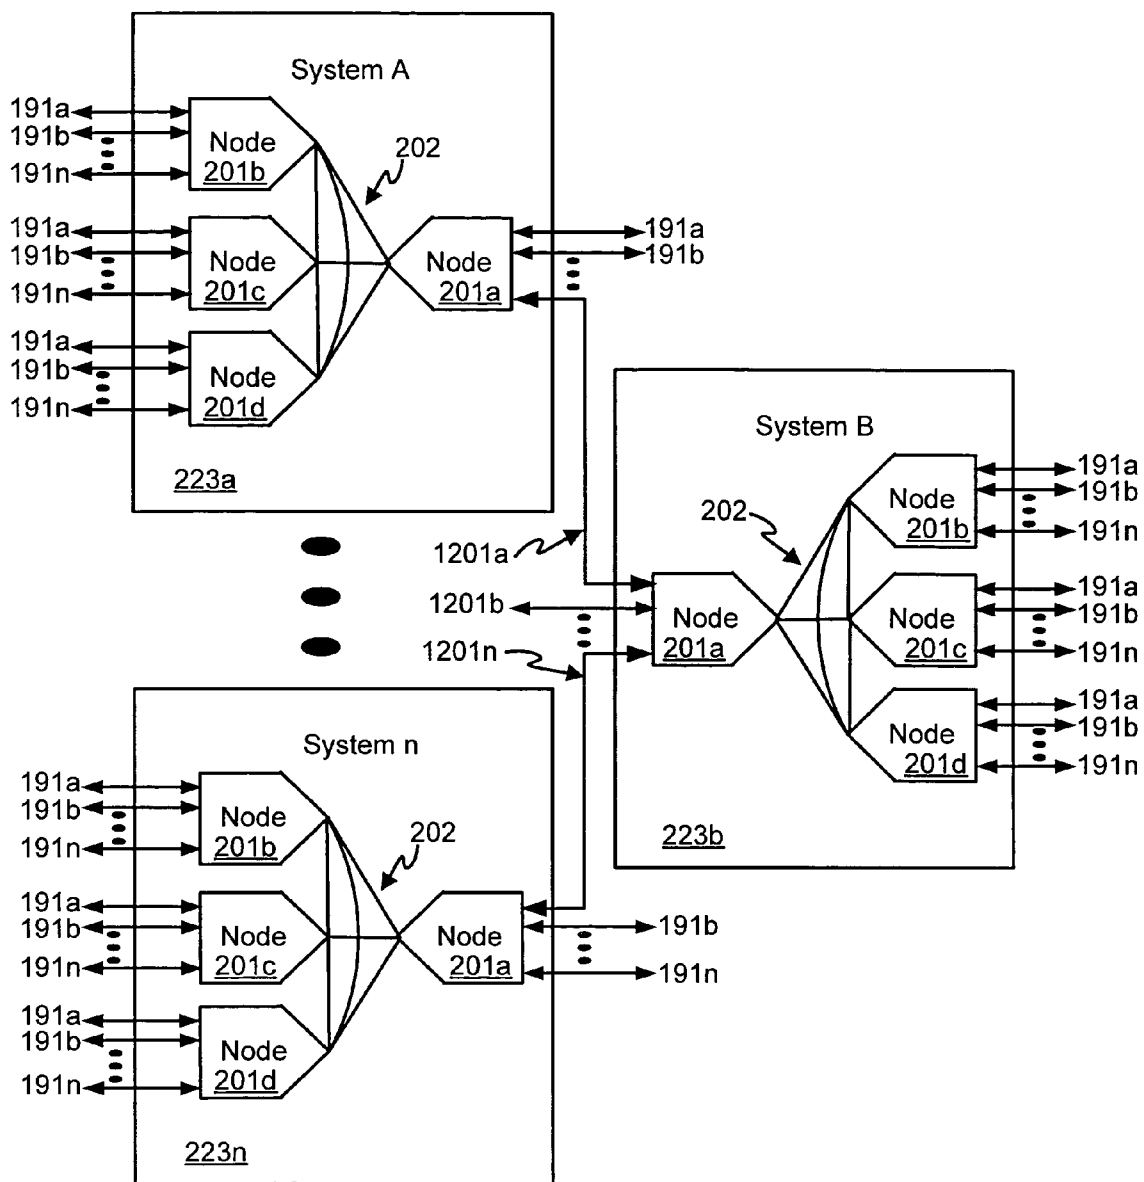 System A
191a
191b
191n
Node
201b
202
191a
191b
191n
Node
201c
Node
201a
191a
191b
191a
191b
191n
Node
201d
223a
System B
1201a
1201b
1201n
202
Node
201a
Node
201b
191a
191b
191n
Node
201c
191a
191b
191n
Node
201d
191a
191b
191n
223b
System n
191a
191b
191n
Node
201b
202
191a
191b
191n
Node
201c
Node
201a
191b
191n
191a
191b
191n
Node
201d
223n